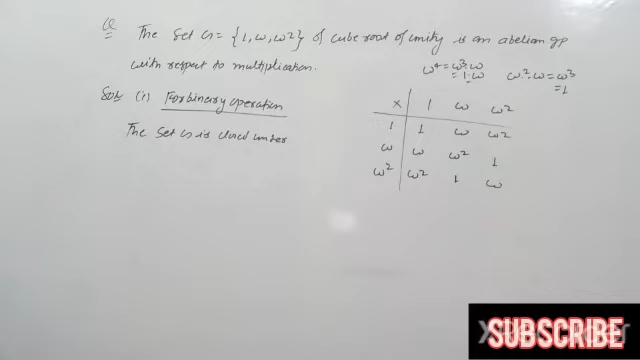 Q
The set G = {1, ω, ω2} of cube root of unity is an abelian gp
with respect to multiplication.
ω⁴ = ω³.ω
= 1.ω
ω².ω = ω³
= 1
Soln (1) For binary operation
The set G is closed under
× 1 ω ω2
1 1 ω ω2
ω ω ω2 1
ω2 ω2 1 ω
SUBSCRIBE